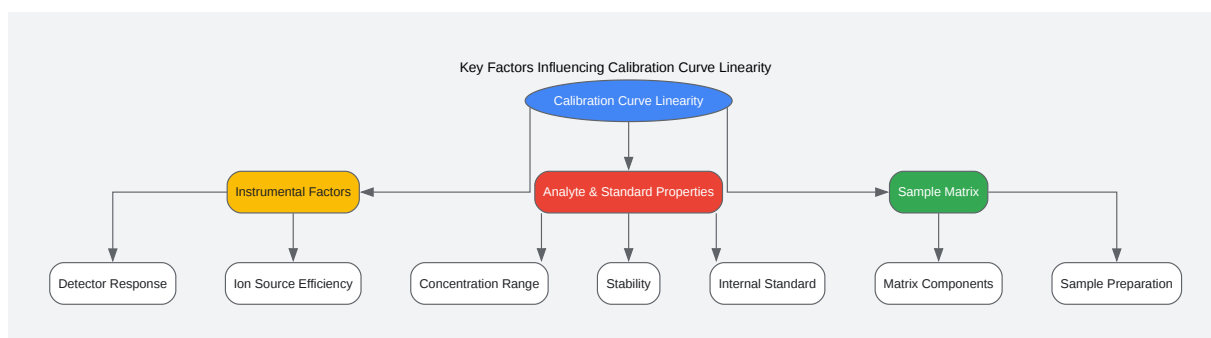 Key Factors Influencing Calibration Curve Linearity
Calibration Curve Linearity
Instrumental Factors
Analyte & Standard Properties
Sample Matrix
Detector Response
Ion Source Efficiency
Concentration Range
Stability
Internal Standard
Matrix Components
Sample Preparation